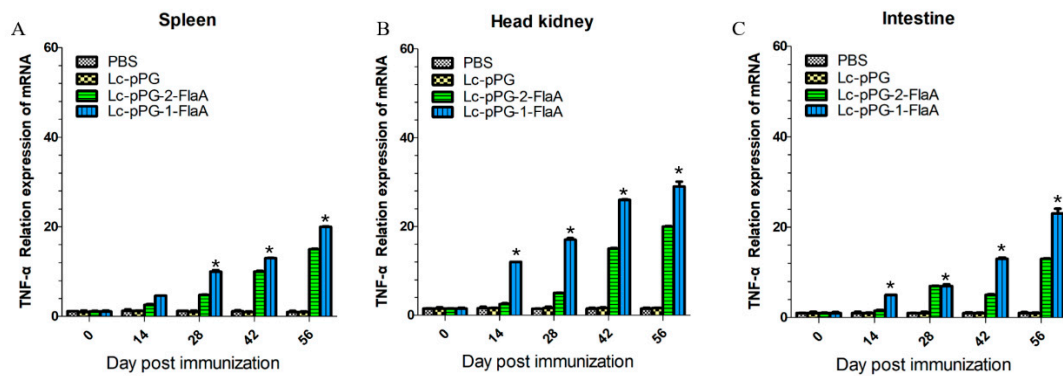 A
Spleen
TNF-α Relation expression of mRNA
60
40
20
0
PBS
Lc-pPG
Lc-pPG-2-FlaA
Lc-pPG-1-FlaA
* * *
0 14 28 42 56
Day post immunization
B
Head kidney
TNF-α Relation expression of mRNA
60
40
20
0
PBS
Lc-pPG
Lc-pPG-2-FlaA
Lc-pPG-1-FlaA
* * * *
0 14 28 42 56
Day post immunization
C
Intestine
TNF-α Relation expression of mRNA
60
40
20
0
PBS
Lc-pPG
Lc-pPG-2-FlaA
Lc-pPG-1-FlaA
* * * *
0 14 28 42 56
Day post immunization